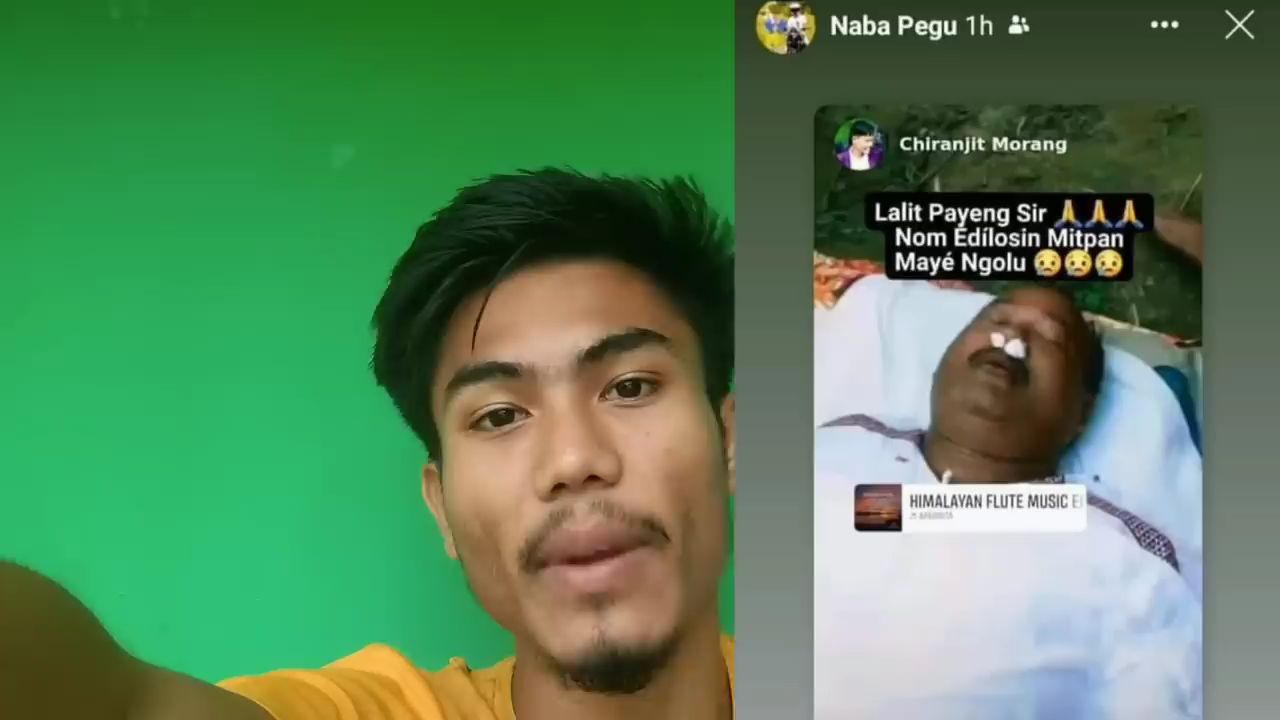 Naba Pegu 1h
Chiranjit Morang
Lalit Payeng Sir 🙏🙏🙏
Nom Edílosin Mitpan
Mayé Ngolu 😢😢😢
HIMALAYAN FLUTE MUSIC